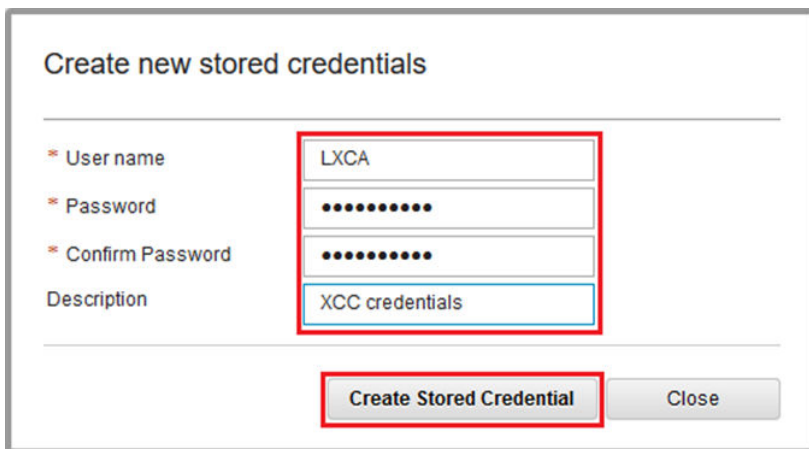 Create new stored credentials
* User name LXCA
* Password ••••••••••
* Confirm Password ••••••••••
Description XCC credentials
Create Stored Credential Close